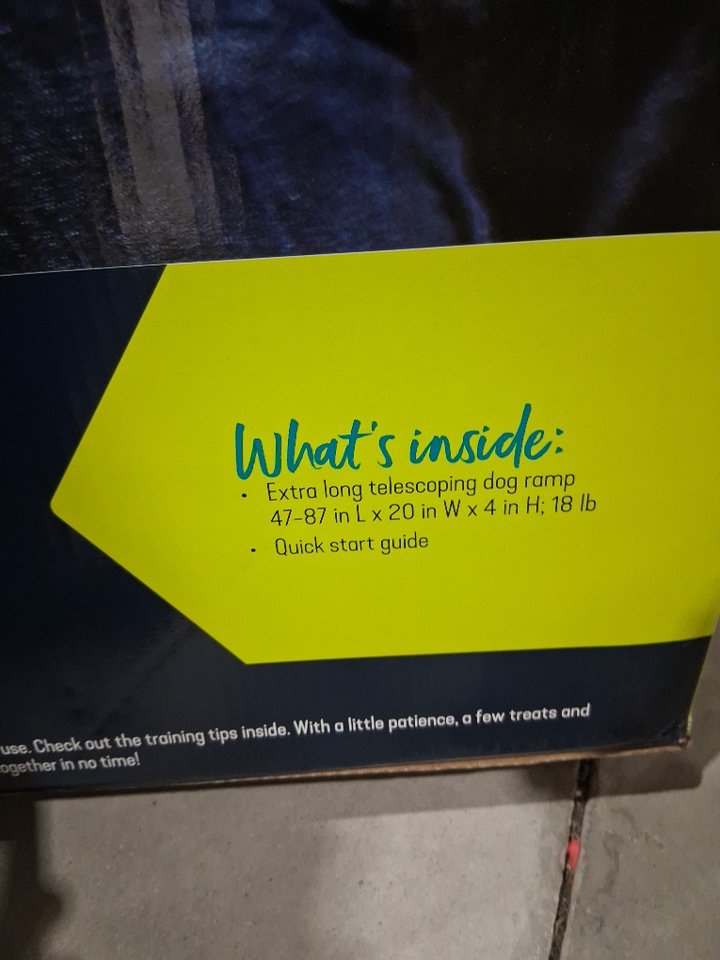 What's inside:
• Extra long telescoping dog ramp
47-87 in L x 20 in W x 4 in H; 18 lb
• Quick start guide
use. Check out the training tips inside. With a little patience, a few treats and
ogether in no time!